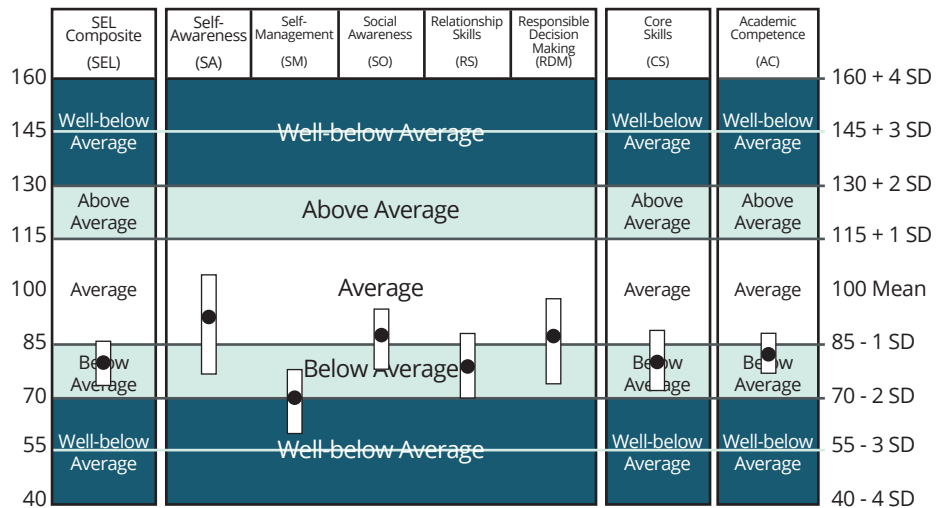 SEL
Composite
(SEL)
Self-
Awareness
(SA)
Self-
Management
(SM)
Social
Awareness
(SO)
Relationship
Skills
(RS)
Responsible
Decision
Making
(RDM)
Core
Skills
(CS)
Academic
Competence
(AC)
160
160 + 4 SD
Well-below
Average
Well-below Average
Well-below
Average
Well-below
Average
145
145 + 3 SD
130
130 + 2 SD
Above
Average
Above Average
Above
Average
Above
Average
115
115 + 1 SD
100
Average
Average
Average
Average
100 Mean
85
85 - 1 SD
Below
Average
Below Average
Below
Average
Below
Average
70
70 - 2 SD
Well-below
Average
Well-below Average
Well-below
Average
Well-below
Average
55
55 - 3 SD
40
40 - 4 SD